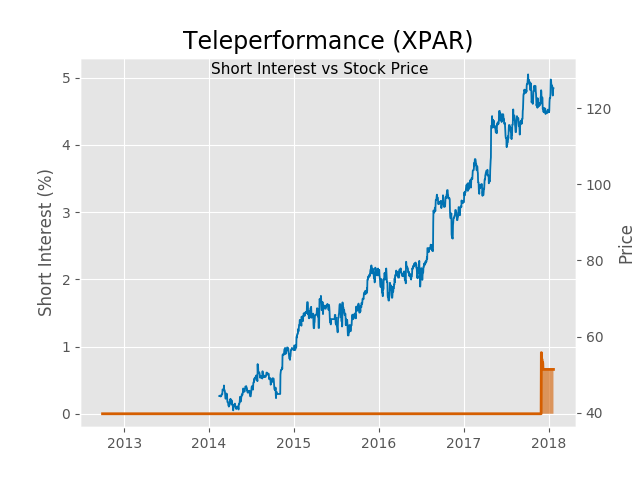 Teleperformance (XPAR)
Short Interest vs Stock Price
5
4
3
2
1
0
Short Interest (%)
120
100
80
60
40
Price
2013 2014 2015 2016 2017 2018